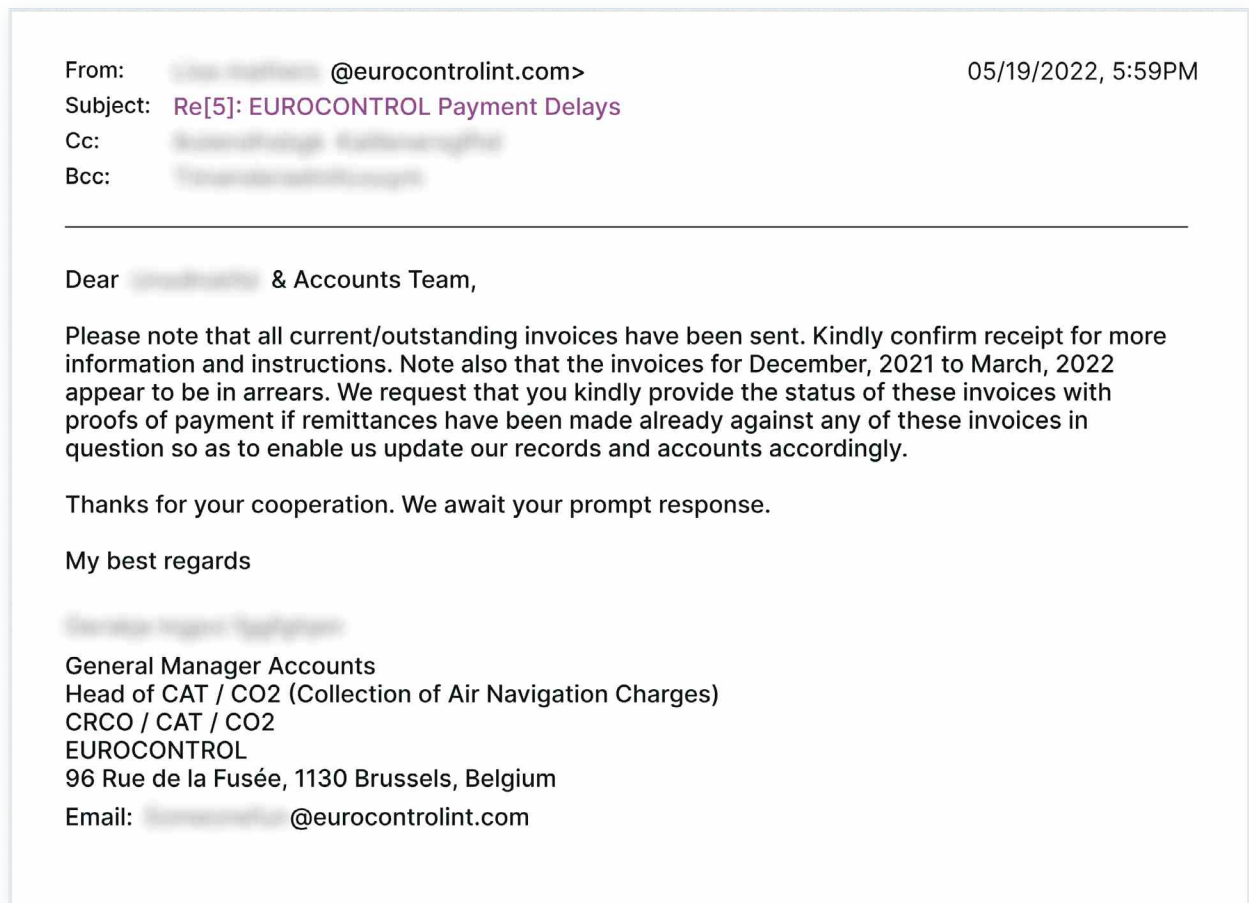 From: @eurocontrolint.com> 05/19/2022, 5:59PM
Subject: Re[5]: EUROCONTROL Payment Delays
Cc:
Bcc:
Dear & Accounts Team,
Please note that all current/outstanding invoices have been sent. Kindly confirm receipt for more
information and instructions. Note also that the invoices for December, 2021 to March, 2022
appear to be in arrears. We request that you kindly provide the status of these invoices with
proofs of payment if remittances have been made already against any of these invoices in
question so as to enable us update our records and accounts accordingly.
Thanks for your cooperation. We await your prompt response.
My best regards
General Manager Accounts
Head of CAT / CO2 (Collection of Air Navigation Charges)
CRCO / CAT / CO2
EUROCONTROL
96 Rue de la Fusée, 1130 Brussels, Belgium
Email: @eurocontrolint.com